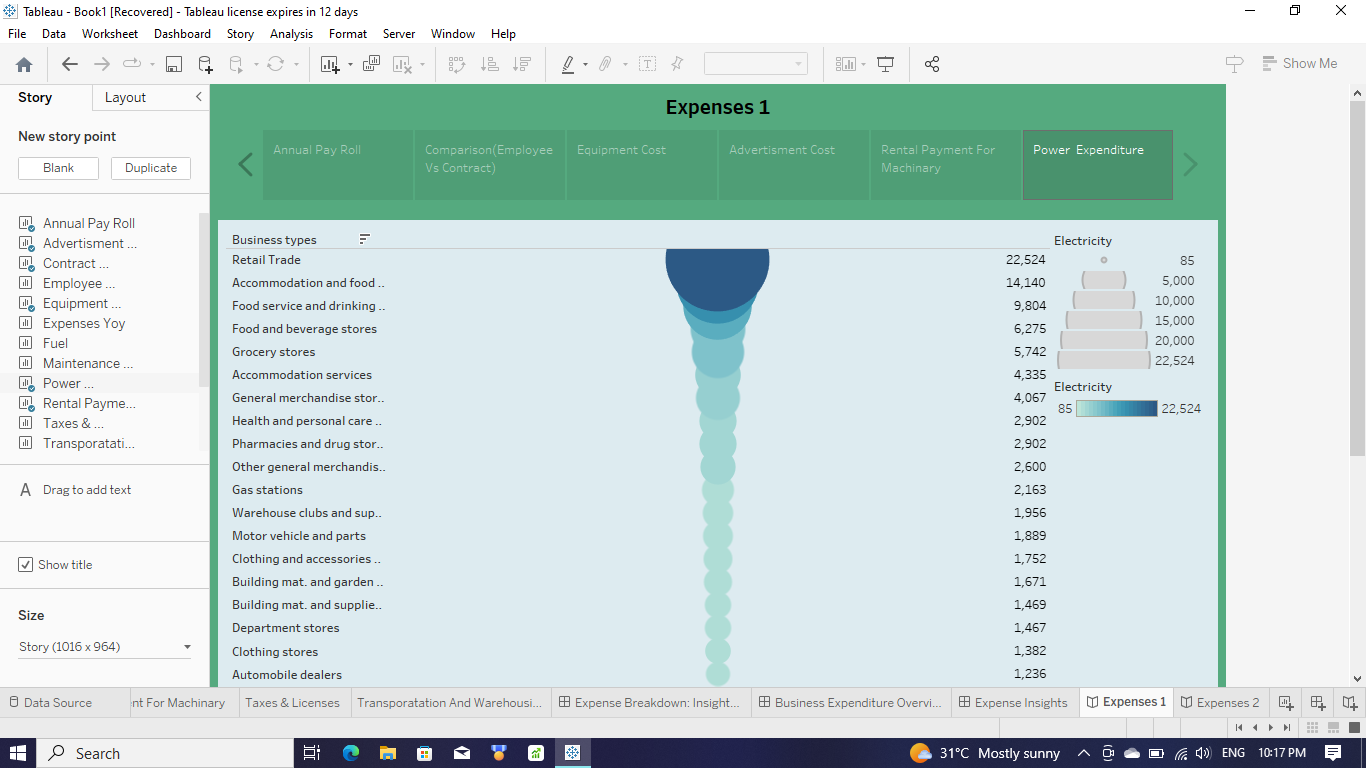 Tableau - Book1 [Recovered] - Tableau license expires in 12 days
File Data Worksheet Dashboard Story Analysis Format Server Window Help
Show Me
Story Layout
New story point
Blank Duplicate
Annual Pay Roll
Advertisment ...
Contract ...
Employee ...
Equipment ...
Expenses Yoy
Fuel
Maintenance ...
Power ...
Rental Payme...
Taxes & ...
Transporatati...
A Drag to add text
Show title
Size
Story (1016 x 964)
Expenses 1
Annual Pay Roll
Comparison(Employee
Vs Contract)
Equipment Cost
Advertisment Cost
Rental Payment For
Machinary
Power Expenditure
Business types
Retail Trade 22,524
Accommodation and food .. 14,140
Food service and drinking .. 9,804
Food and beverage stores 6,275
Grocery stores 5,742
Accommodation services 4,335
General merchandise stor.. 4,067
Health and personal care .. 2,902
Pharmacies and drug stor.. 2,902
Other general merchandis.. 2,600
Gas stations 2,163
Warehouse clubs and sup.. 1,956
Motor vehicle and parts 1,889
Clothing and accessories .. 1,752
Building mat. and garden .. 1,671
Building mat. and supplie.. 1,469
Department stores 1,467
Clothing stores 1,382
Automobile dealers 1,236
Electricity
85
5,000
10,000
15,000
20,000
22,524
Electricity
85 22,524
Data Source nt For Machinary Taxes & Licenses Transporatation And Warehousi... Expense Breakdown: Insight... Business Expenditure Overvi... Expense Insights Expenses 1 Expenses 2
Search 31°C Mostly sunny ENG 10:17 PM